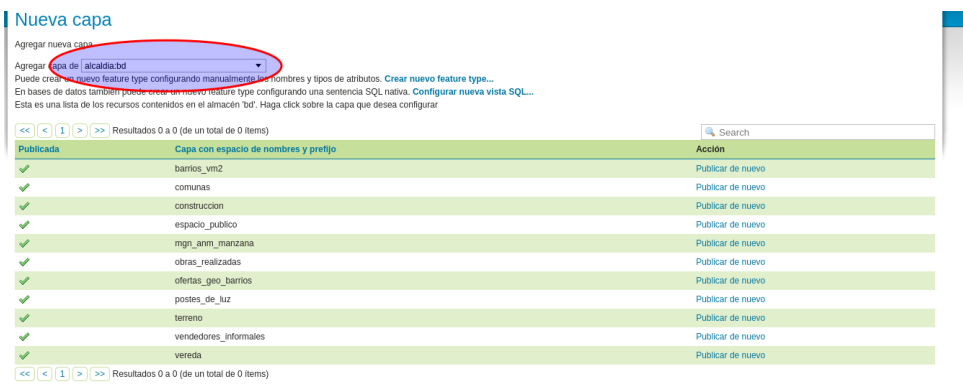 Nueva capa
Agregar nueva capa
Agregar capa de alcaldia:bd
Puede crear un nuevo feature type configurando manualmente los nombres y tipos de atributos. Crear nuevo feature type...
En bases de datos también puede crear un nuevo feature type configurando una sentencia SQL nativa. Configurar nueva vista SQL...
Esta es una lista de los recursos contenidos en el almacén 'bd'. Haga click sobre la capa que desea configurar
<< < 1 > >> Resultados 0 a 0 (de un total de 0 ítems) Search
Publicada Capa con espacio de nombres y prefijo Acción
barrios_vm2 Publicar de nuevo
comunas Publicar de nuevo
construccion Publicar de nuevo
espacio_publico Publicar de nuevo
mgn_anm_manzana Publicar de nuevo
obras_realizadas Publicar de nuevo
ofertas_geo_barrios Publicar de nuevo
postes_de_luz Publicar de nuevo
terreno Publicar de nuevo
vendedores_informales Publicar de nuevo
vereda Publicar de nuevo
<< < 1 > >> Resultados 0 a 0 (de un total de 0 ítems)